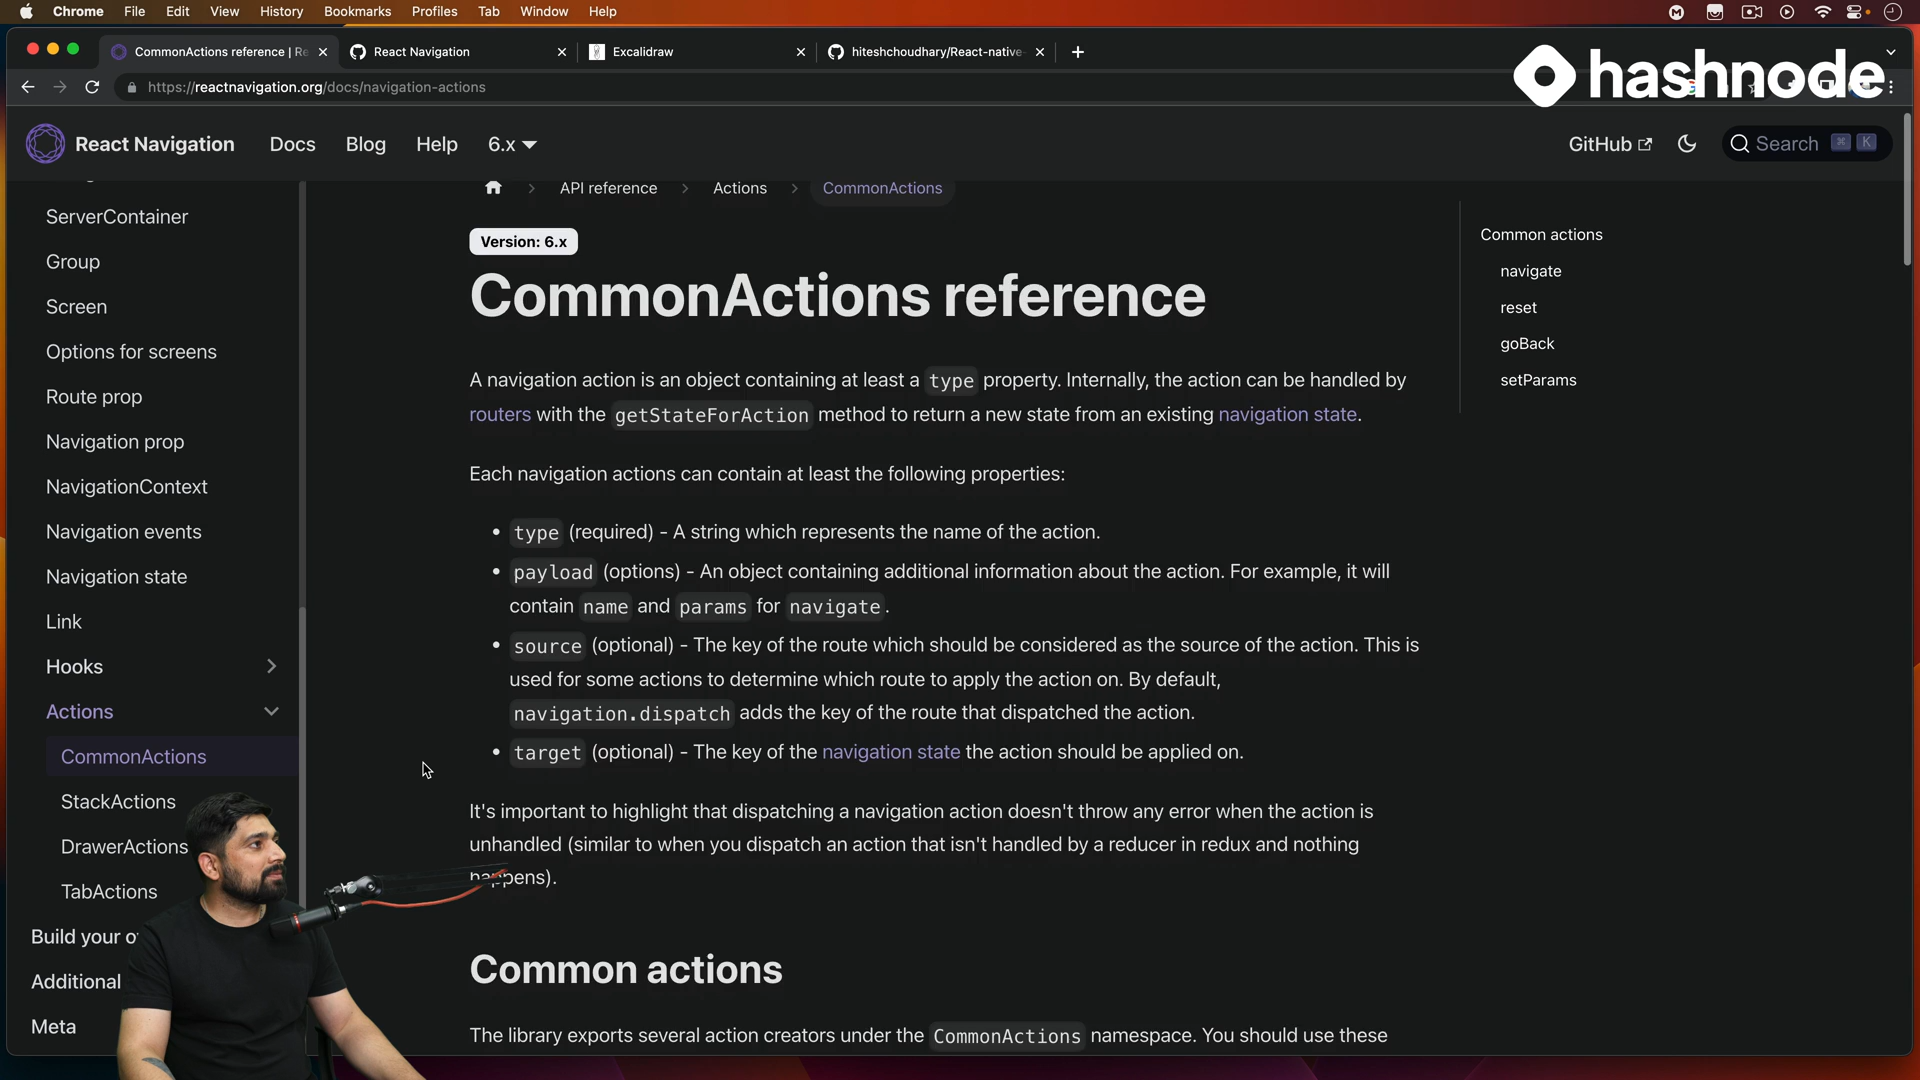 Chrome File Edit View History Bookmarks Profiles Tab Window Help
CommonActions reference | Re
React Navigation
Excalidraw
hiteshchoudhary/React-native-
https://reactnavigation.org/docs/navigation-actions
hashnode
React Navigation Docs Blog Help 6.x GitHub Search ⌘ K
ServerContainer
Group
Screen
Options for screens
Route prop
Navigation prop
NavigationContext
Navigation events
Navigation state
Link
Hooks
Actions
CommonActions
StackActions
DrawerActions
TabActions
Build your o
Additional
Meta
API reference > Actions > CommonActions
Version: 6.x
CommonActions reference
A navigation action is an object containing at least a type property. Internally, the action can be handled by
routers with the getStateForAction method to return a new state from an existing navigation state.
Each navigation actions can contain at least the following properties:
• type (required) - A string which represents the name of the action.
• payload (options) - An object containing additional information about the action. For example, it will
contain name and params for navigate.
• source (optional) - The key of the route which should be considered as the source of the action. This is
used for some actions to determine which route to apply the action on. By default,
navigation.dispatch adds the key of the route that dispatched the action.
• target (optional) - The key of the navigation state the action should be applied on.
It's important to highlight that dispatching a navigation action doesn't throw any error when the action is
unhandled (similar to when you dispatch an action that isn't handled by a reducer in redux and nothing
happens).
Common actions
The library exports several action creators under the CommonActions namespace. You should use these
Common actions
navigate
reset
goBack
setParams